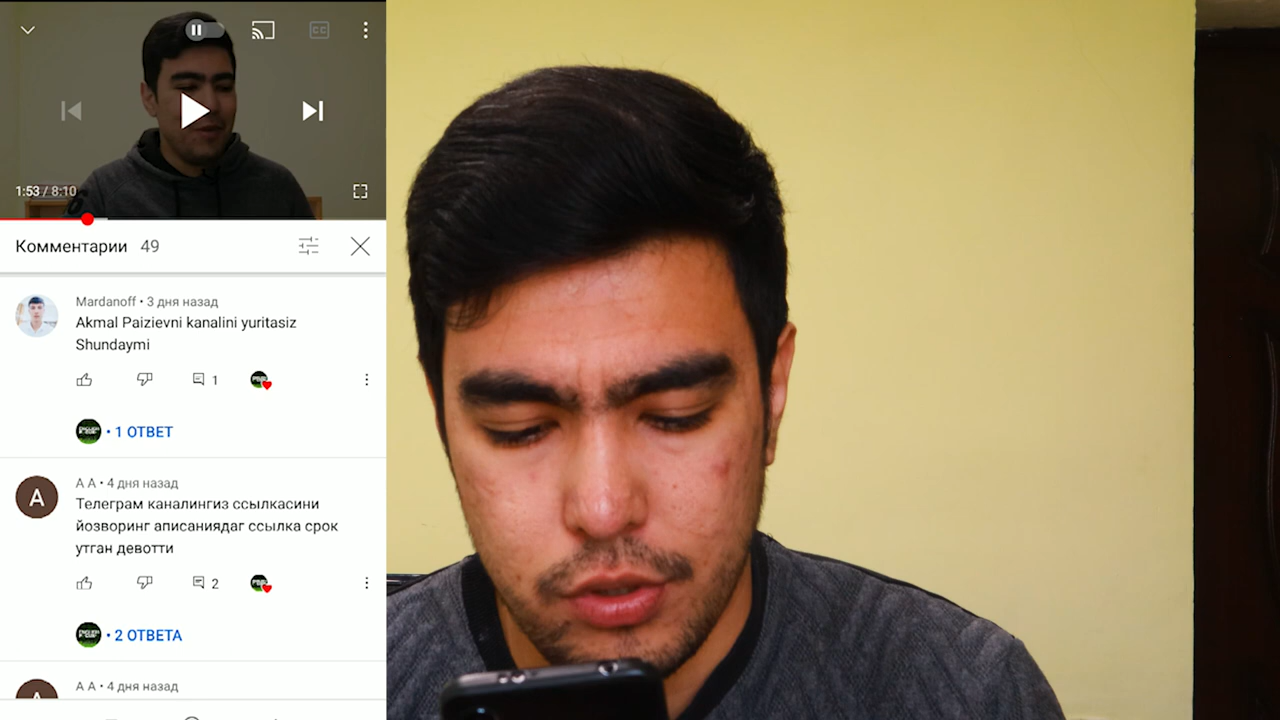 CC
1:53 / 8:10
Комментарии 49
Mardanoff • 3 дня назад
Akmal Paizievni kanalini yuritasiz
Shundaymi
1
• 1 ОТВЕТ
A A • 4 дня назад
A
Телеграм каналингиз ссылкасини
йозворинг аписаниядаг ссылка срок
утган девотти
2
• 2 ОТВЕТА
A A • 4 дня назад
A